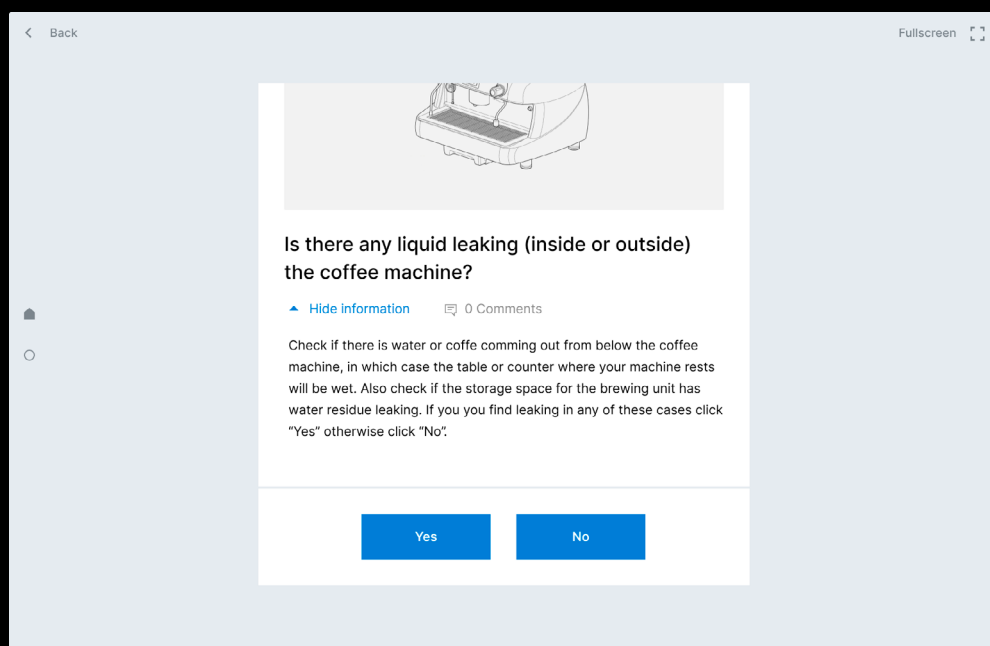 Back
Fullscreen
Is there any liquid leaking (inside or outside)
the coffee machine?
Hide information
0 Comments
Check if there is water or coffe comming out from below the coffee
machine, in which case the table or counter where your machine rests
will be wet. Also check if the storage space for the brewing unit has
water residue leaking. If you you find leaking in any of these cases click
“Yes” otherwise click “No”.
Yes
No